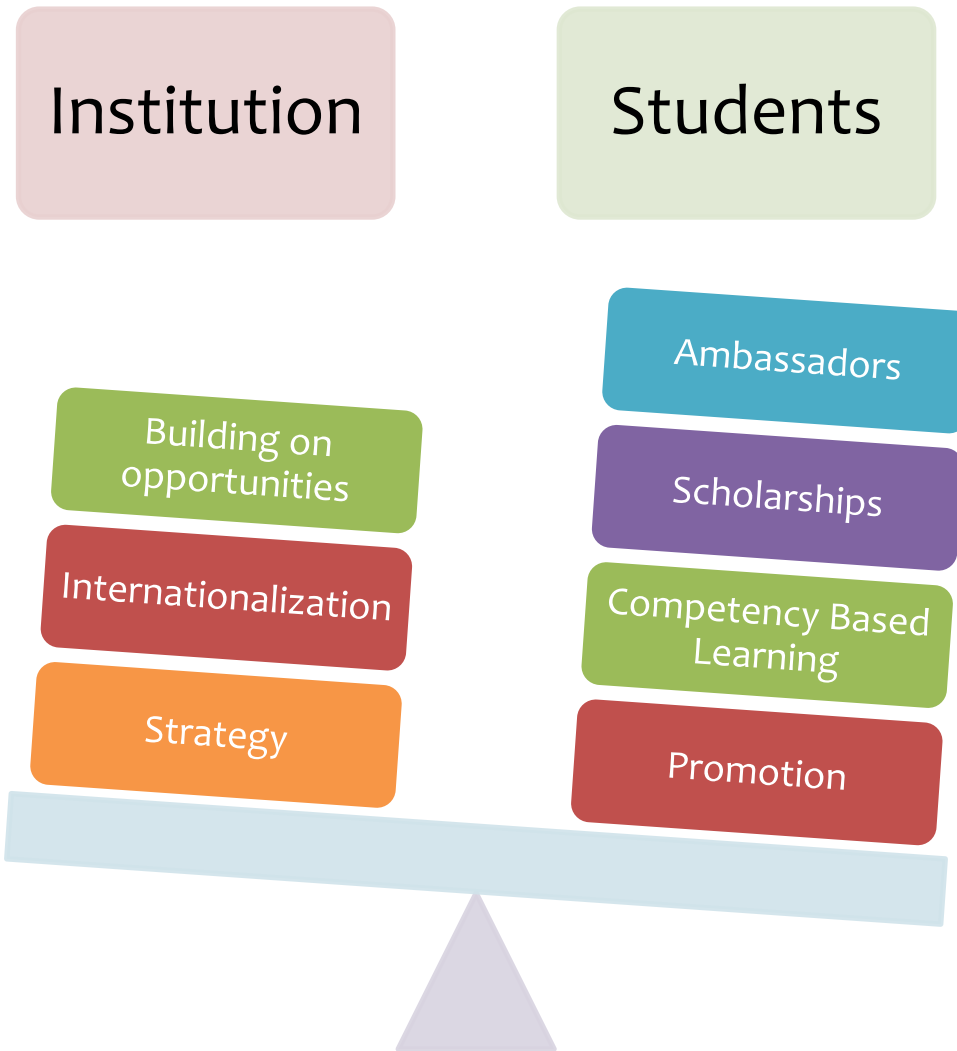 Institution
Students
Building on
opportunities
Internationalization
Strategy
Ambassadors
Scholarships
Competency Based
Learning
Promotion